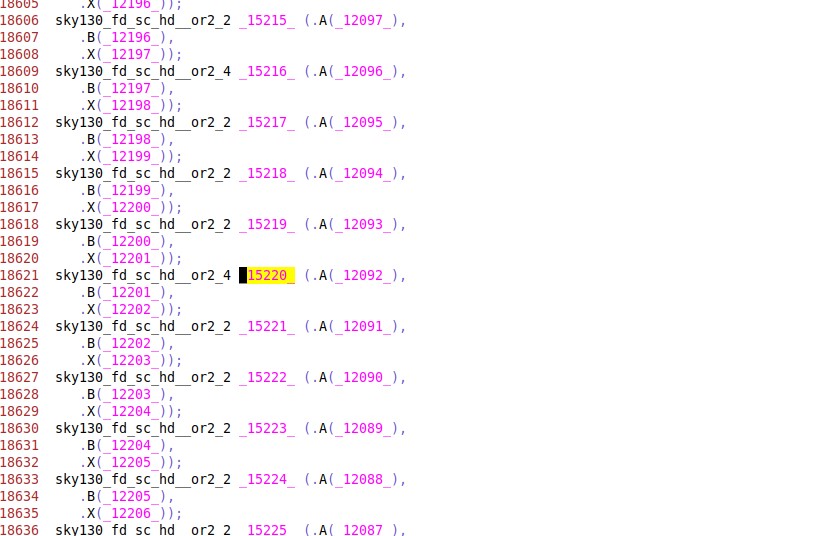 18605 .X(_12196_));
18606 sky130_fd_sc_hd__or2_2 _15215_ (.A(_12097_),
18607 .B(_12196_),
18608 .X(_12197_));
18609 sky130_fd_sc_hd__or2_4 _15216_ (.A(_12096_),
18610 .B(_12197_),
18611 .X(_12198_));
18612 sky130_fd_sc_hd__or2_2 _15217_ (.A(_12095_),
18613 .B(_12198_),
18614 .X(_12199_));
18615 sky130_fd_sc_hd__or2_2 _15218_ (.A(_12094_),
18616 .B(_12199_),
18617 .X(_12200_));
18618 sky130_fd_sc_hd__or2_2 _15219_ (.A(_12093_),
18619 .B(_12200_),
18620 .X(_12201_));
18621 sky130_fd_sc_hd__or2_4 _15220_ (.A(_12092_),
18622 .B(_12201_),
18623 .X(_12202_));
18624 sky130_fd_sc_hd__or2_2 _15221_ (.A(_12091_),
18625 .B(_12202_),
18626 .X(_12203_));
18627 sky130_fd_sc_hd__or2_2 _15222_ (.A(_12090_),
18628 .B(_12203_),
18629 .X(_12204_));
18630 sky130_fd_sc_hd__or2_2 _15223_ (.A(_12089_),
18631 .B(_12204_),
18632 .X(_12205_));
18633 sky130_fd_sc_hd__or2_2 _15224_ (.A(_12088_),
18634 .B(_12205_),
18635 .X(_12206_));
18636 sky130_fd_sc_hd__or2_2 _15225_ (.A(_12087_),